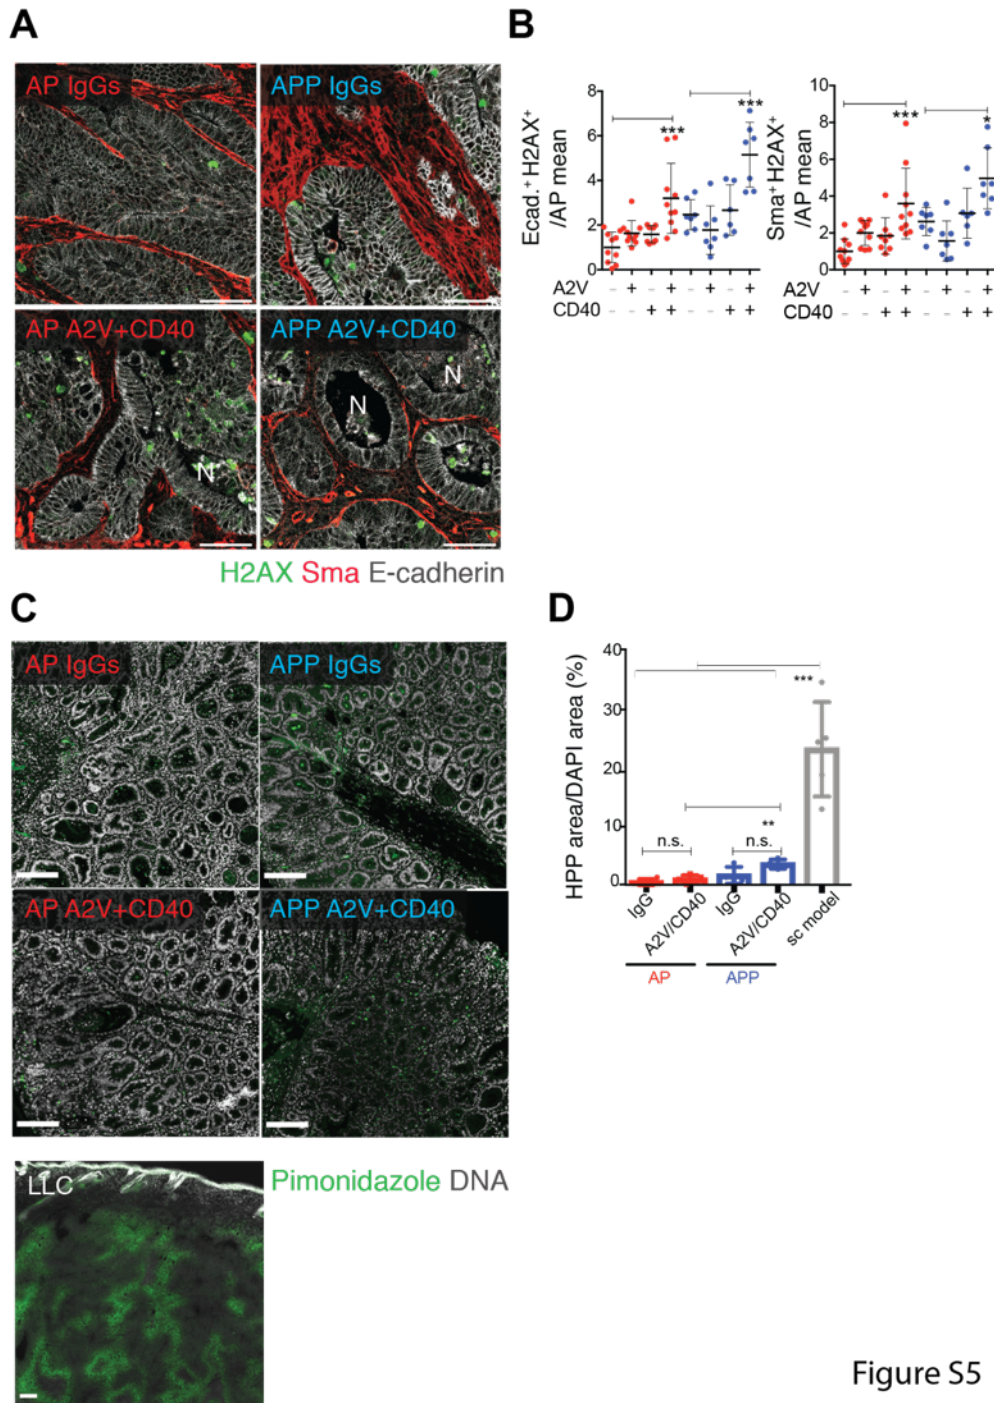 A
AP IgGs
APP IgGs
AP A2V+CD40
APP A2V+CD40
N
N
N
H2AX Sma E-cadherin
B
Ecad.+ H2AX+
/AP mean
8
6
4
2
0
***
***
A2V - + - + - + - +
CD40 - - + + - - + +
Sma+ H2AX+
/AP mean
10
8
6
4
2
0
***
*
A2V - + - + - + - +
CD40 - - + + - - + +
C
AP IgGs
APP IgGs
AP A2V+CD40
APP A2V+CD40
LLC
Pimonidazole DNA
D
HPP area/DAPI area (%)
40
30
20
10
0
***
**
n.s.
n.s.
IgG
A2V/CD40
IgG
A2V/CD40
sc model
AP
APP
Figure S5